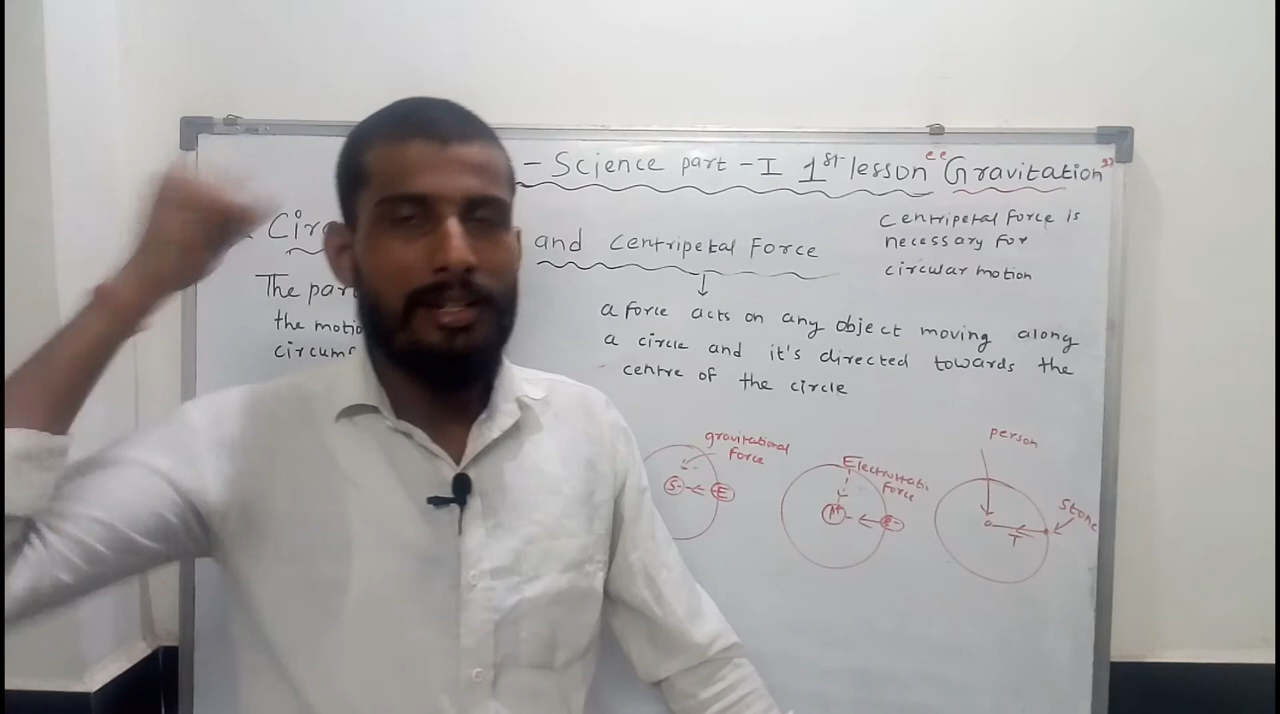 - Science part - I 1st lesson "Gravitation"
Circ
and Centripetal Force
Centripetal Force is
necessary for
circular motion
The par
the motio
circum
a force acts on any object moving along
a circle and it's directed towards the
centre of the circle
gravitational
force
S
E
Electrostatic
force
P+
e-
person
Stone
T